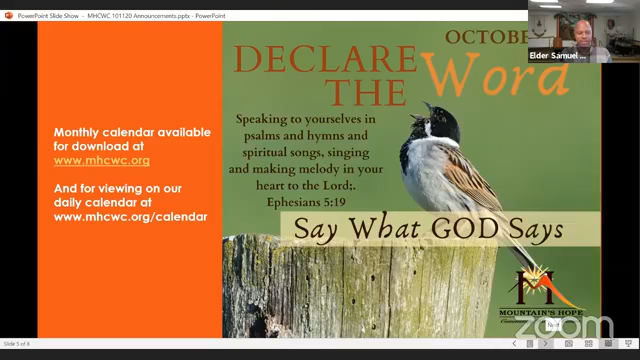 PowerPoint Slide Show - MHCWC 101120 Announcements.pptx - PowerPoint
Elder Samuel
OCTOBE
DECLARE
THE
Word
Speaking to yourselves in
psalms and hymns and
spiritual songs, singing
and making melody in your
heart to the Lord;.
Ephesians 5:19
Say What GOD Says
Monthly calendar available
for download at
www.mhcwc.org
And for viewing on our
daily calendar at
www.mhcwc.org/calendar
MOUNTAIN'S HOPE
zoom
Slide 5 of 8